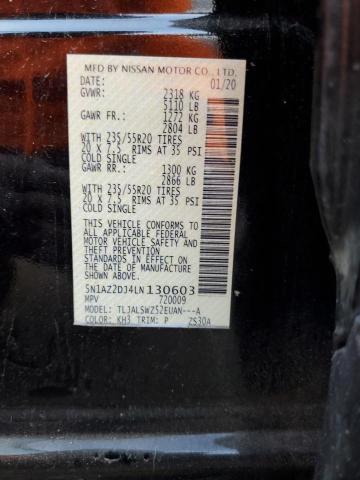 MFD BY NISSAN MOTOR CO., LTD.
DATE: 01/20
GVWR: 2318 KG
5110 LB
GAWR FR.: 1272 KG
2804 LB
WITH 235/55R20 TIRES
20 X 7.5 RIMS AT 35 PSI
COLD SINGLE
GAWR RR.: 1300 KG
2866 LB
WITH 235/55R20 TIRES
20 X 7.5 RIMS AT 35 PSI
COLD SINGLE
THIS VEHICLE CONFORMS TO
ALL APPLICABLE FEDERAL
MOTOR VEHICLE SAFETY
STANDARDS IN EFFECT ON
THE DATE OF MANUFACTURE
SHOWN ABOVE.
5N1AZ2DJ4LN130603
MPV 720009
MODEL: TLJALSWZ52EUAN---A
COLOR: KH3 TRIM: P ZS30A